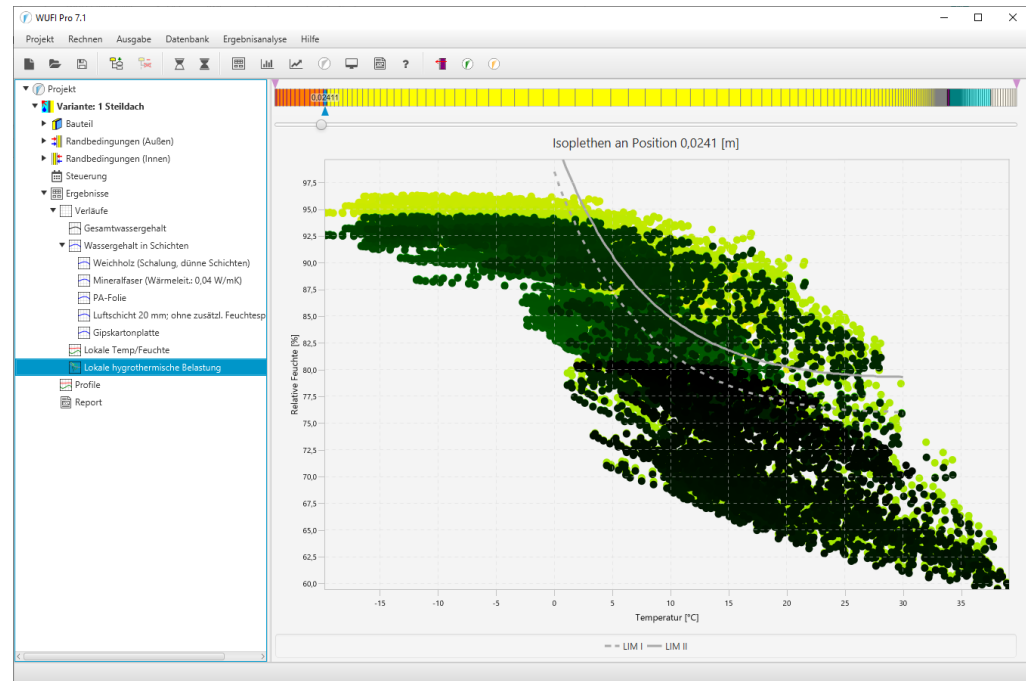 WUFI Pro 7.1
Projekt Rechnen Ausgabe Datenbank Ergebnisanalyse Hilfe
?
Projekt
Variante: 1 Steildach
Bauteil
Randbedingungen (Außen)
Randbedingungen (Innen)
Steuerung
Ergebnisse
Verläufe
Gesamtwassergehalt
Wassergehalt in Schichten
Weichholz (Schalung, dünne Schichten)
Mineralfaser (Wärmeleit.: 0,04 W/mK)
PA-Folie
Luftschicht 20 mm; ohne zusätzl. Feuchtesp
Gipskartonplatte
Lokale Temp/Feuchte
Lokale hygrothermische Belastung
Profile
Report
0,02411
Isoplethen an Position 0,0241 [m]
Relative Feuchte [%]
97,5
95,0
92,5
90,0
87,5
85,0
82,5
80,0
77,5
75,0
72,5
70,0
67,5
65,0
62,5
60,0
-15 -10 -5 0 5 10 15 20 25 30 35
Temperatur [°C]
LIM I LIM II